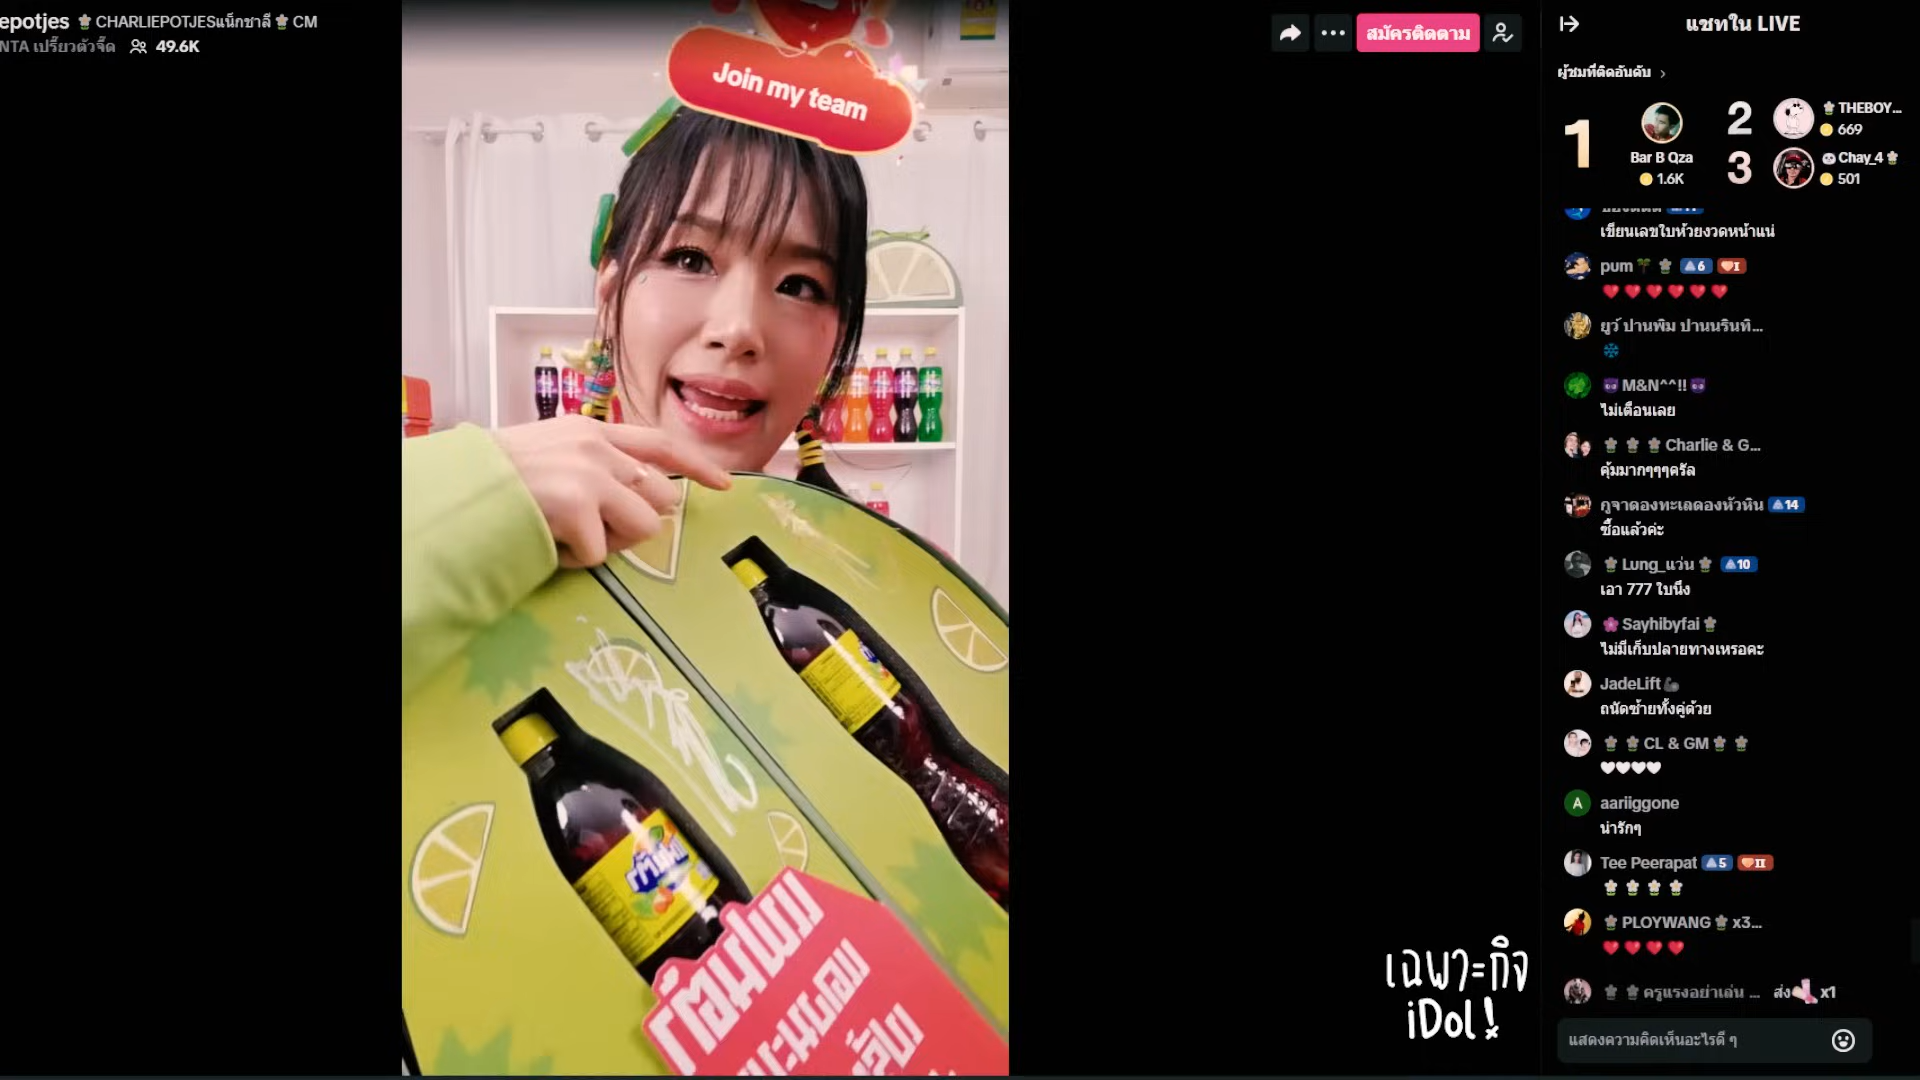 epotjes CHARLIEPOTJESแน็กชาลี CM
NTA เปรี้ยวตัวจี๊ด 49.6K
Join my team
สมัครติดตาม
แชทใน LIVE
ผู้ชมที่ติดอันดับ
1
Bar B Qza
1.6K
2
THEBOY...
669
3
Chay_4
501
เขียนเลขใบห้วยงวดหน้าแน่
pum 6 I
ยูว์ ปานพิม ปานนรินทิ...
M&N^^!!
ไม่เตือนเลย
Charlie & G...
คุ้มมากๆๆๆครัล
กูจาดองทะเลดองหัวหิน 14
ซื้อแล้วค่ะ
Lung_แว่น 10
เอา 777 ใบนึ่ง
Sayhibyfai
ไม่มีเก็บปลายทางเหรอคะ
JadeLift
ถนัดซ้ายทั้งคู่ด้วย
CL & GM
A aariiggone
น่ารักๆ
Tee Peerapat 5 II
PLOYWANG x3...
ครูแรงอย่าเล่น ... ส่ง x1
แสดงความคิดเห็นอะไรดี ๆ
เฉพาะกิจ
iDol!